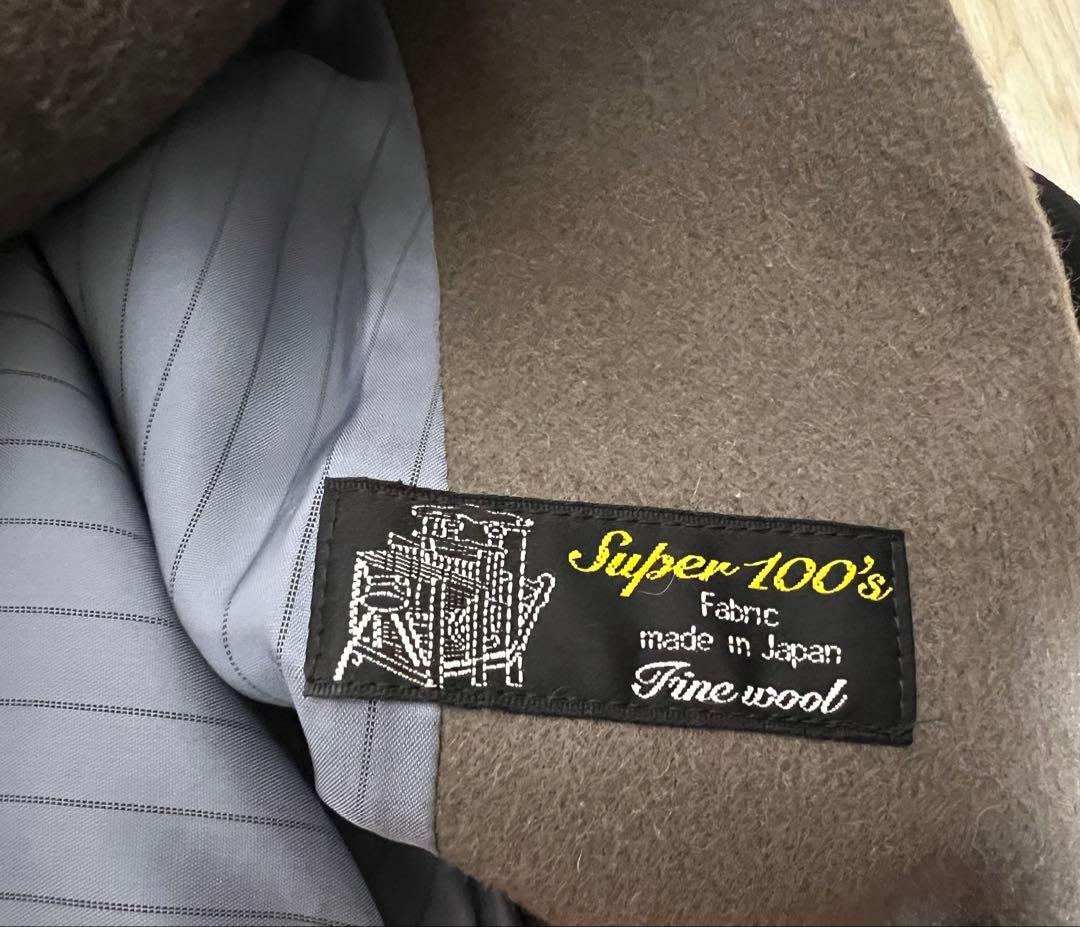 Super 100's
Fabric
made in Japan
Fine wool